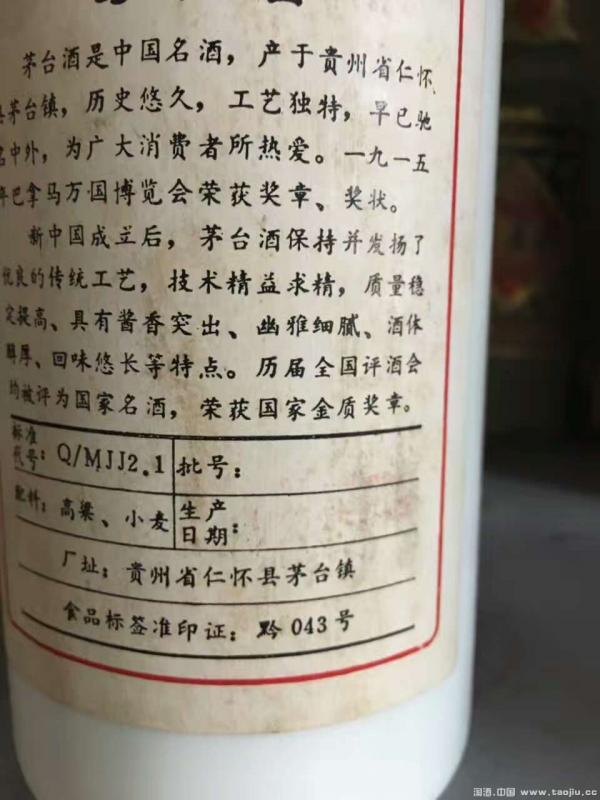 茅台酒是中国名酒，产于贵州省仁怀
县茅台镇，历史悠久，工艺独特，早已驰
名中外，为广大消费者所热爱。一九一五
年巴拿马万国博览会荣获奖章、奖状。
新中国成立后，茅台酒保持并发扬了
优良的传统工艺，技术精益求精，质量稳
定提高、具有酱香突出、幽雅细腻、酒体
醇厚、回味悠长等特点。历届全国评酒会
均被评为国家名酒，荣获国家金质奖章。
标准代号：Q/MJJ2.1 批号：
配料：高粱、小麦 生产日期：
厂址：贵州省仁怀县茅台镇
食品标签准印证：黔043号
淘酒.中国 www.taojiu.cc